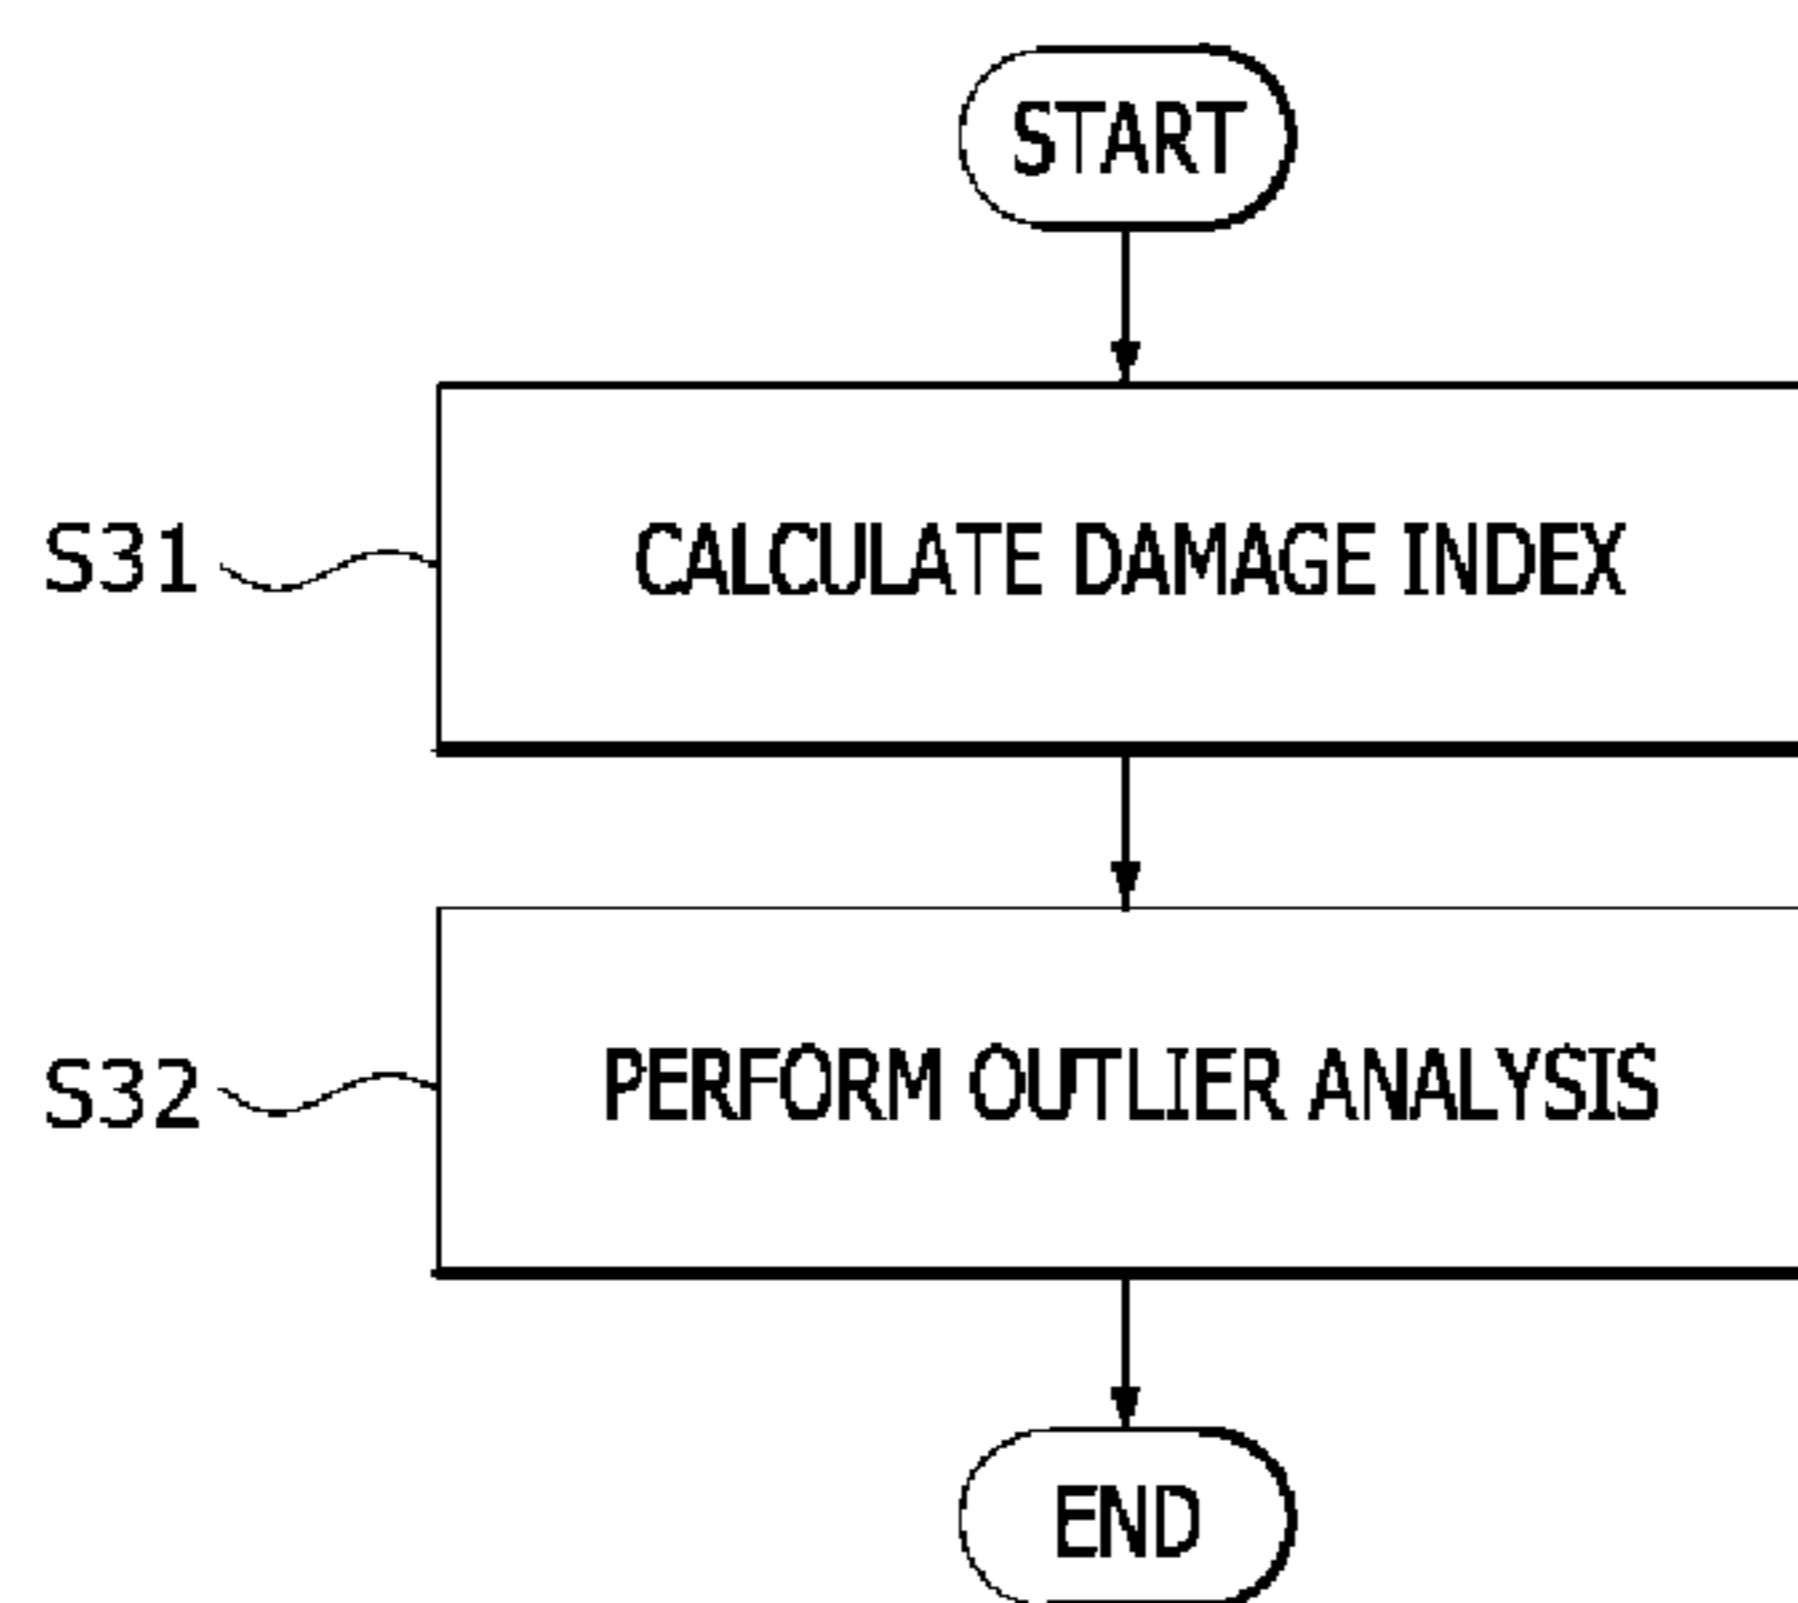 START
S31 CALCULATE DAMAGE INDEX
S32 PERFORM OUTLIER ANALYSIS
END